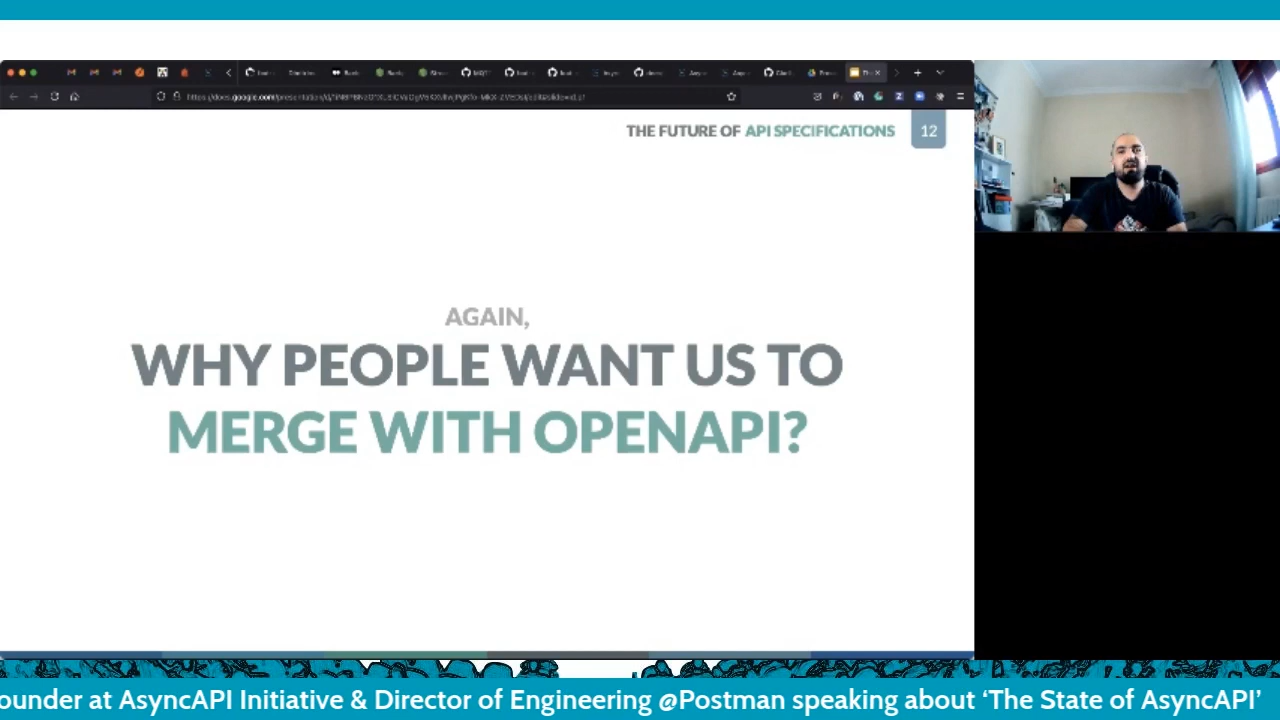 THE FUTURE OF API SPECIFICATIONS 12
AGAIN,
WHY PEOPLE WANT US TO
MERGE WITH OPENAPI?
ounder at AsyncAPI Initiative & Director of Engineering @Postman speaking about ‘The State of AsyncAPI’